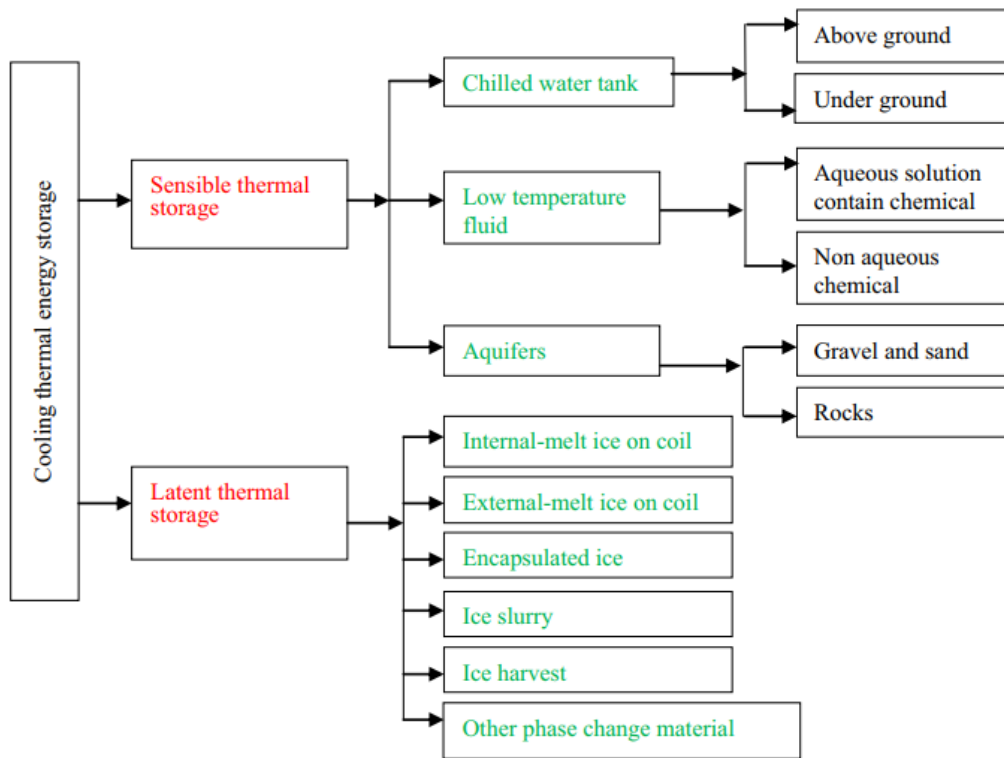 Cooling thermal energy storage
Sensible thermal
storage
Chilled water tank
Above ground
Under ground
Low temperature
fluid
Aqueous solution
contain chemical
Non aqueous
chemical
Aquifers
Gravel and sand
Rocks
Latent thermal
storage
Internal-melt ice on coil
External-melt ice on coil
Encapsulated ice
Ice slurry
Ice harvest
Other phase change material